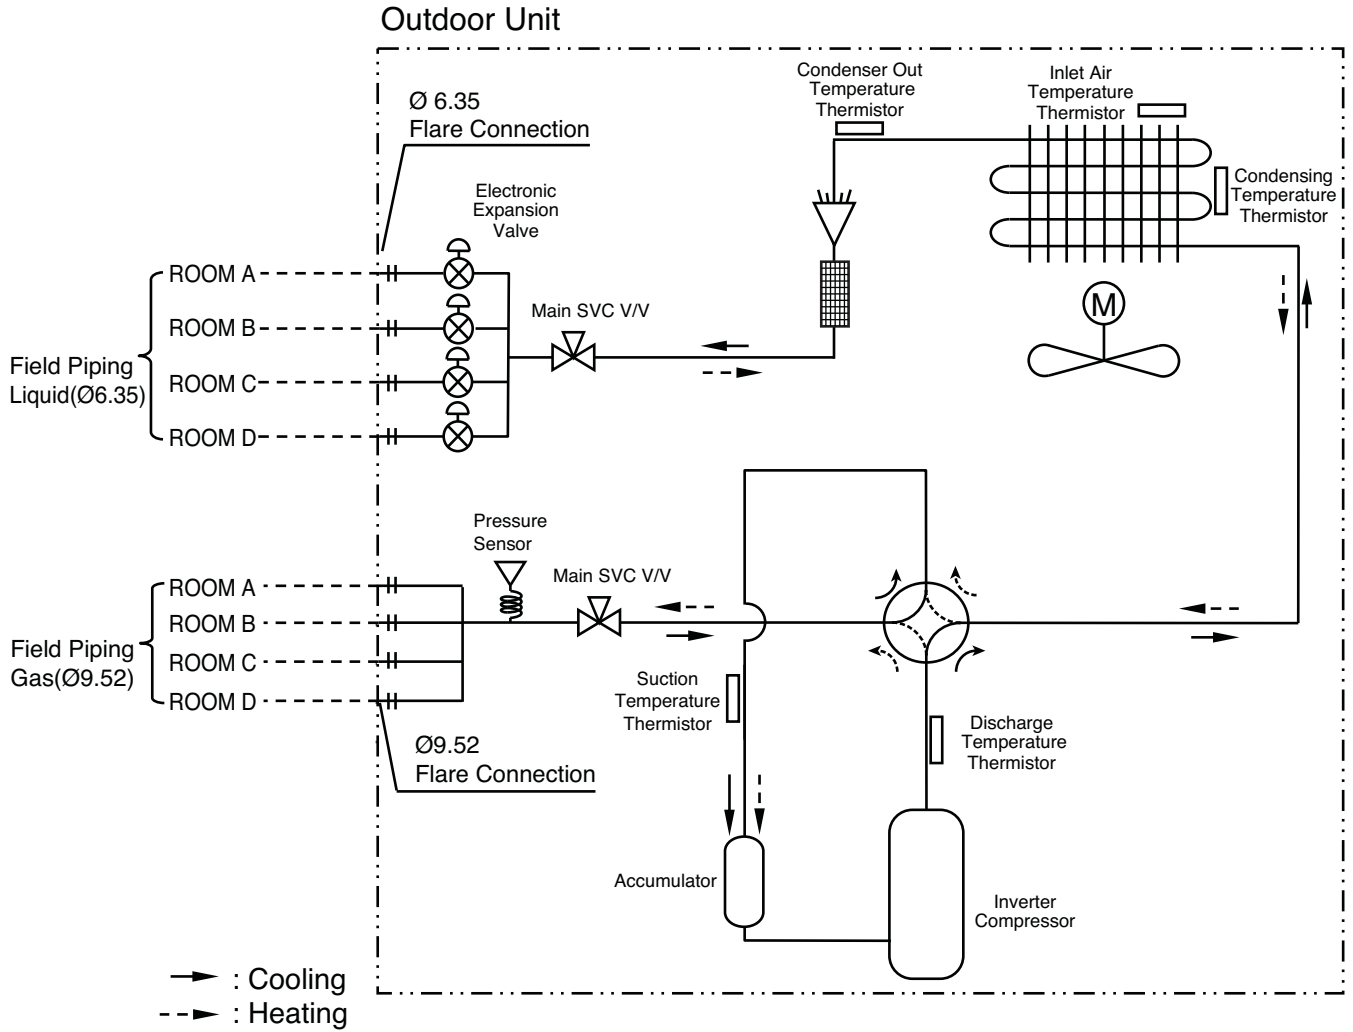 Outdoor Unit
Ø 6.35
Flare Connection
Condenser Out
Temperature
Thermistor
Inlet Air
Temperature
Thermistor
Condensing
Temperature
Thermistor
Electronic
Expansion
Valve
ROOM A
ROOM B
ROOM C
ROOM D
Field Piping
Liquid(Ø6.35)
Main SVC V/V
M
Pressure
Sensor
Main SVC V/V
ROOM A
ROOM B
ROOM C
ROOM D
Field Piping
Gas(Ø9.52)
Ø9.52
Flare Connection
Suction
Temperature
Thermistor
Discharge
Temperature
Thermistor
Accumulator
Inverter
Compressor
: Cooling
: Heating